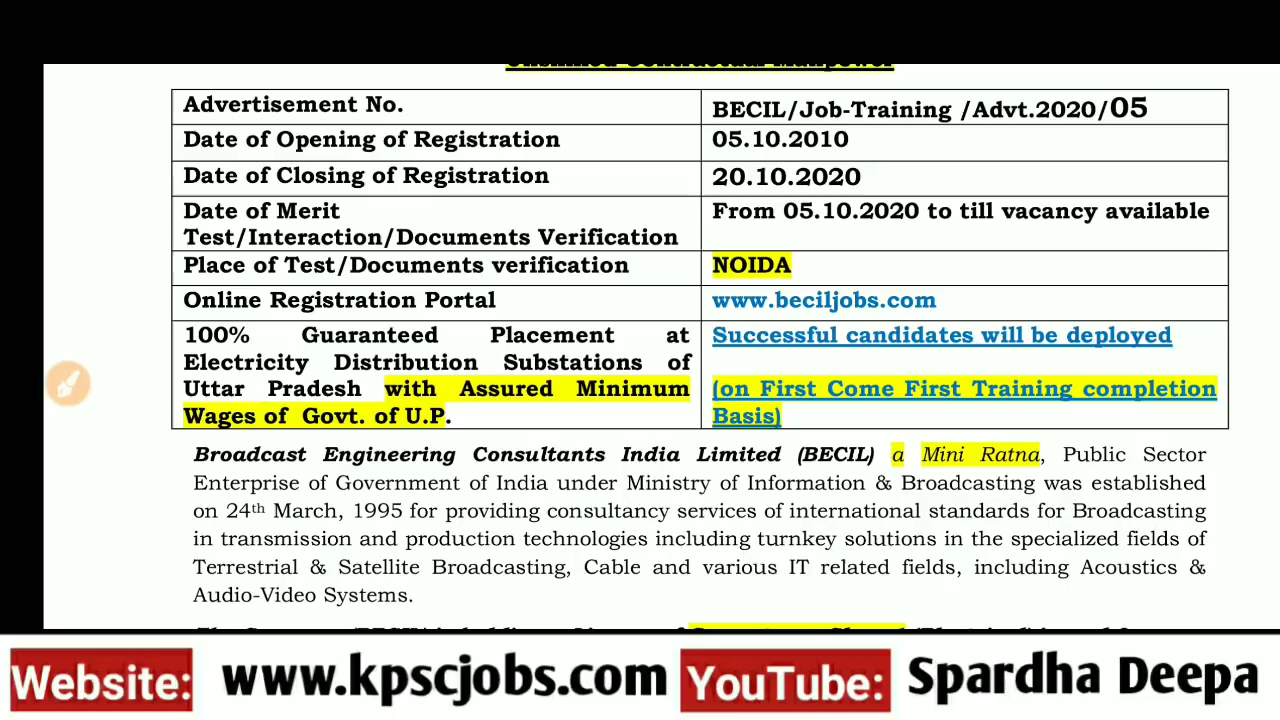 Advertisement No. BECIL/Job-Training /Advt.2020/05
Date of Opening of Registration 05.10.2010
Date of Closing of Registration 20.10.2020
Date of Merit From 05.10.2020 to till vacancy available
Test/Interaction/Documents Verification
Place of Test/Documents verification NOIDA
Online Registration Portal www.beciljobs.com
100% Guaranteed Placement at Successful candidates will be deployed
Electricity Distribution Substations of
Uttar Pradesh with Assured Minimum (on First Come First Training completion
Wages of Govt. of U.P. Basis)
Broadcast Engineering Consultants India Limited (BECIL) a Mini Ratna, Public Sector
Enterprise of Government of India under Ministry of Information & Broadcasting was established
on 24th March, 1995 for providing consultancy services of international standards for Broadcasting
in transmission and production technologies including turnkey solutions in the specialized fields of
Terrestrial & Satellite Broadcasting, Cable and various IT related fields, including Acoustics &
Audio-Video Systems.
Website: www.kpscjobs.com YouTube: Spardha Deepa